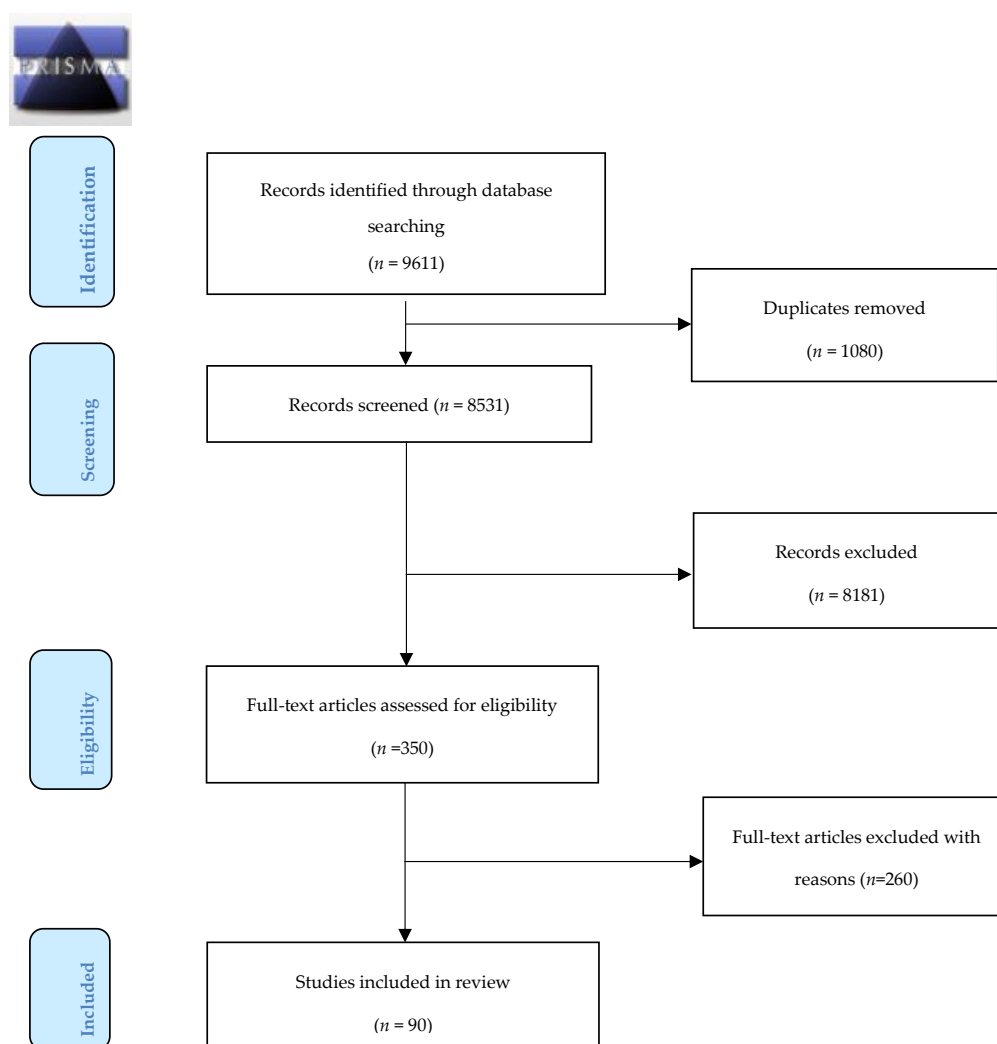 PRISMA
Identification
Records identified through database
searching
(n = 9611)
Duplicates removed
(n = 1080)
Screening
Records screened (n = 8531)
Records excluded
(n = 8181)
Eligibility
Full-text articles assessed for eligibility
(n =350)
Full-text articles excluded with
reasons (n=260)
Included
Studies included in review
(n = 90)